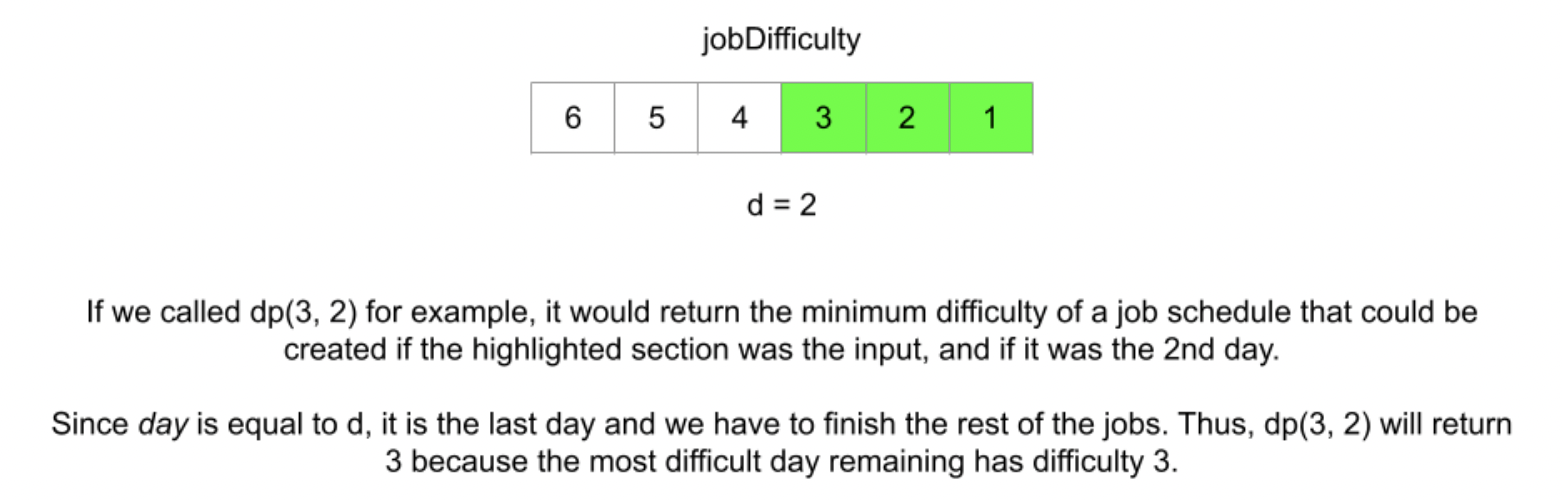 jobDifficulty
6 5 4 3 2 1
d = 2
If we called dp(3, 2) for example, it would return the minimum difficulty of a job schedule that could be
created if the highlighted section was the input, and if it was the 2nd day.
Since day is equal to d, it is the last day and we have to finish the rest of the jobs. Thus, dp(3, 2) will return
3 because the most difficult day remaining has difficulty 3.